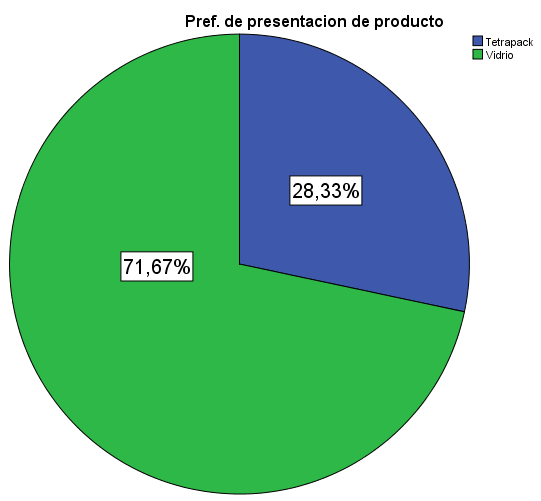 Pref. de presentacion de producto
Tetrapack
Vidrio
28,33%
71,67%